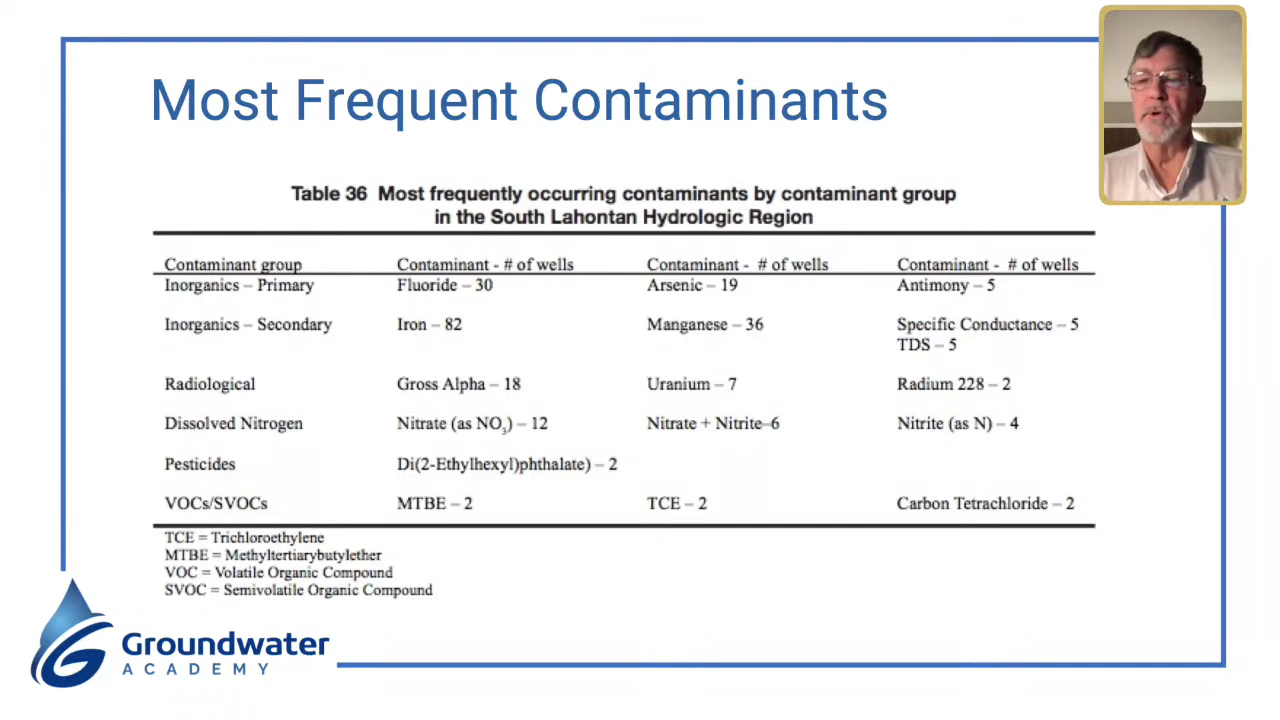 Most Frequent Contaminants
Table 36 Most frequently occurring contaminants by contaminant group
in the South Lahontan Hydrologic Region
Contaminant group Contaminant - # of wells Contaminant - # of wells Contaminant - # of wells
Inorganics – Primary Fluoride – 30 Arsenic – 19 Antimony – 5
Inorganics – Secondary Iron – 82 Manganese – 36 Specific Conductance – 5
TDS – 5
Radiological Gross Alpha – 18 Uranium – 7 Radium 228 – 2
Dissolved Nitrogen Nitrate (as NO₃) – 12 Nitrate + Nitrite–6 Nitrite (as N) – 4
Pesticides Di(2-Ethylhexyl)phthalate) – 2
VOCs/SVOCs MTBE – 2 TCE – 2 Carbon Tetrachloride – 2
TCE = Trichloroethylene
MTBE = Methyltertiarybutylether
VOC = Volatile Organic Compound
SVOC = Semivolatile Organic Compound
Groundwater
ACADEMY